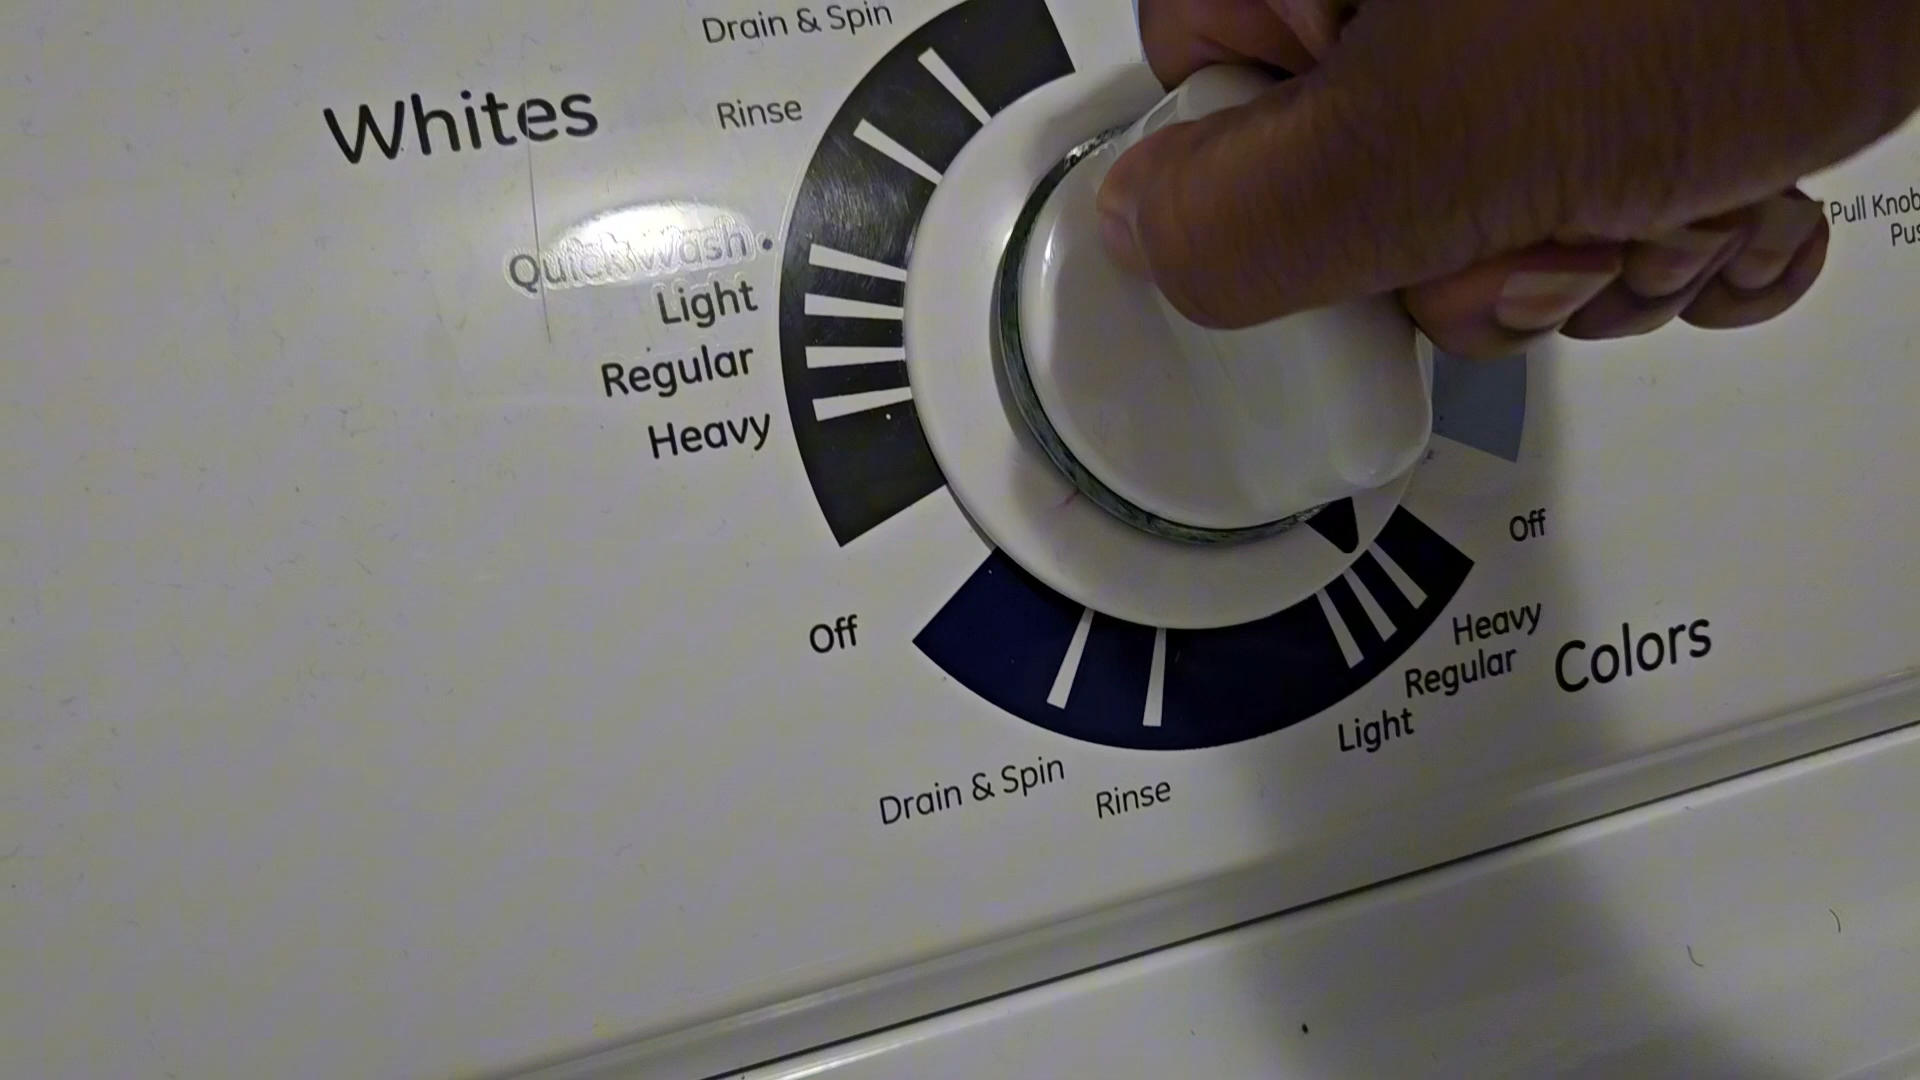 Drain & Spin
Whites
Rinse
Quick Wash
Light
Regular
Heavy
Off
Drain & Spin
Rinse
Light
Regular
Heavy
Off
Colors
Pull Knob